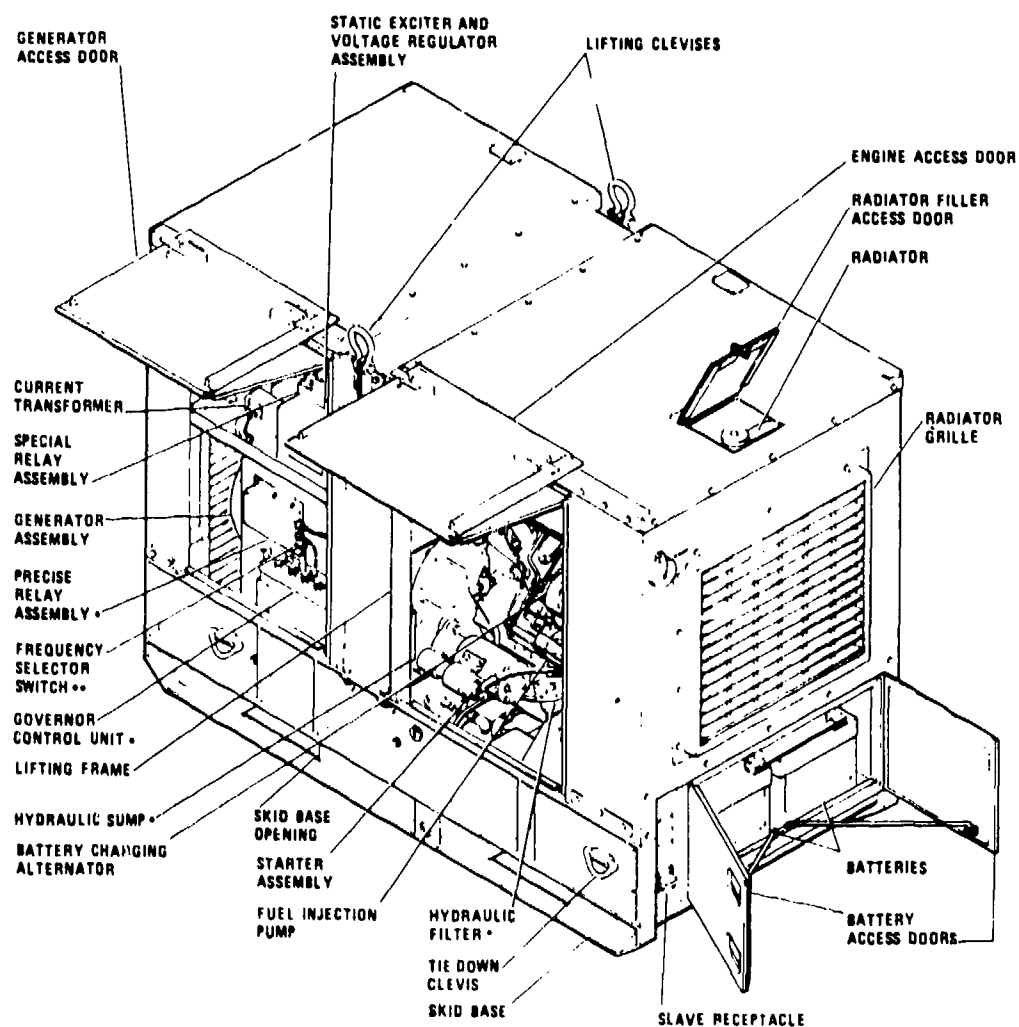 GENERATOR
ACCESS DOOR
STATIC EXCITER AND
VOLTAGE REGULATOR
ASSEMBLY
LIFTING CLEVISES
ENGINE ACCESS DOOR
RADIATOR FILLER
ACCESS DOOR
RADIATOR
RADIATOR
GRILLE
CURRENT
TRANSFORMER
SPECIAL
RELAY
ASSEMBLY
GENERATOR
ASSEMBLY
PRECISE
RELAY
ASSEMBLY*
FREQUENCY
SELECTOR
SWITCH**
GOVERNOR
CONTROL UNIT*
LIFTING FRAME
HYDRAULIC SUMP*
BATTERY CHARGING
ALTERNATOR
SKID BASE
OPENING
STARTER
ASSEMBLY
FUEL INJECTION
PUMP
HYDRAULIC
FILTER*
TIE DOWN
CLEVIS
SKID BASE
SLAVE RECEPTACLE
BATTERIES
BATTERY
ACCESS DOORS